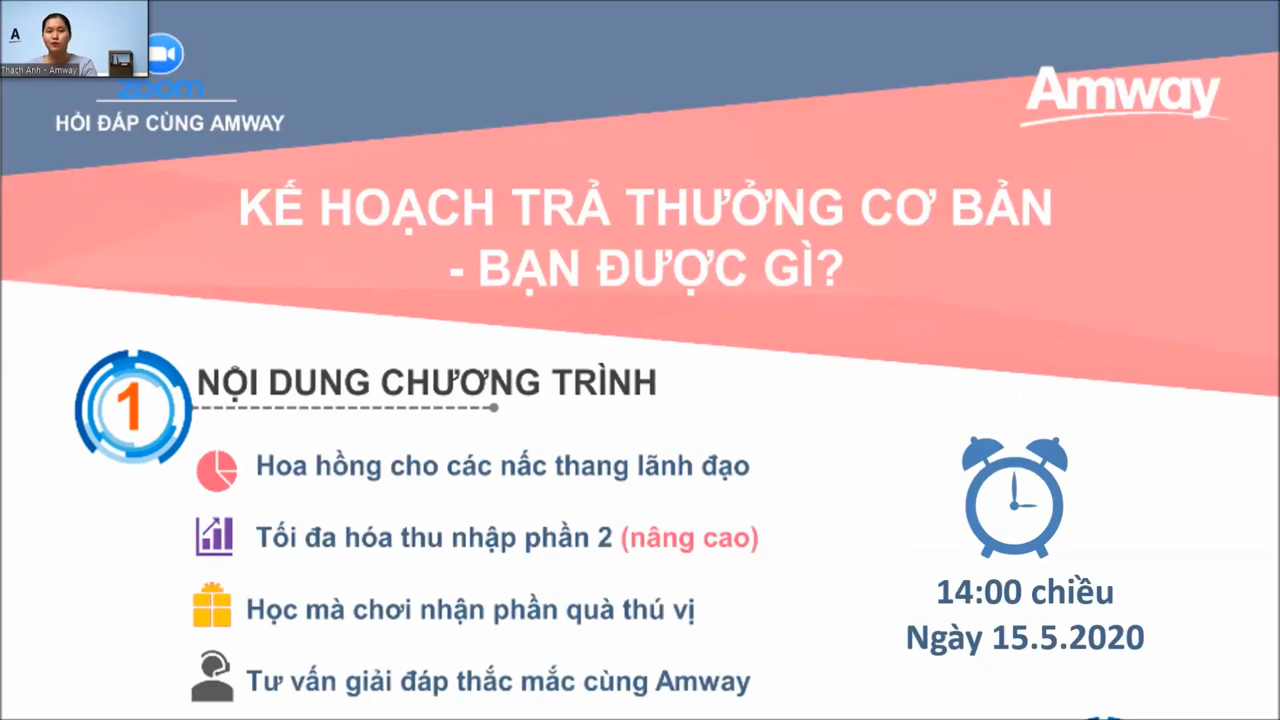 A
Thạch Anh - Amway
zoom
HỎI ĐÁP CÙNG AMWAY
Amway
KẾ HOẠCH TRẢ THƯỞNG CƠ BẢN
- BẠN ĐƯỢC GÌ?
1
NỘI DUNG CHƯƠNG TRÌNH
Hoa hồng cho các nấc thang lãnh đạo
Tối đa hóa thu nhập phần 2 (nâng cao)
Học mà chơi nhận phần quà thú vị
Tư vấn giải đáp thắc mắc cùng Amway
14:00 chiều
Ngày 15.5.2020